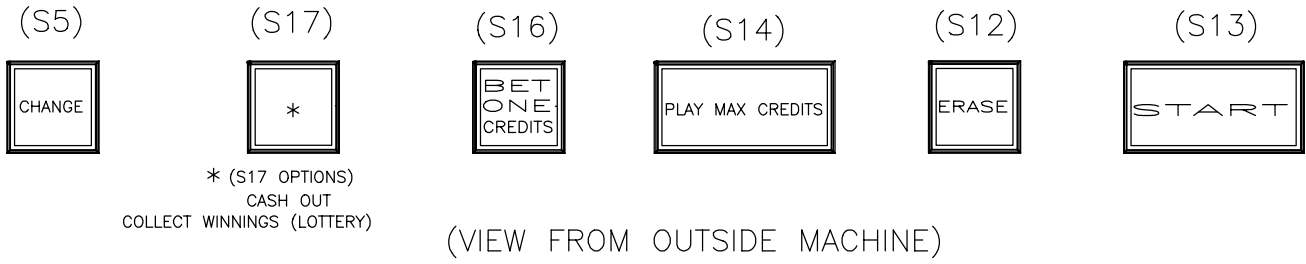 (S5) (S17) (S16) (S14) (S12) (S13)
CHANGE
*
BET
ONE
CREDITS
PLAY MAX CREDITS
ERASE
START
* (S17 OPTIONS)
CASH OUT
COLLECT WINNINGS (LOTTERY)
(VIEW FROM OUTSIDE MACHINE)